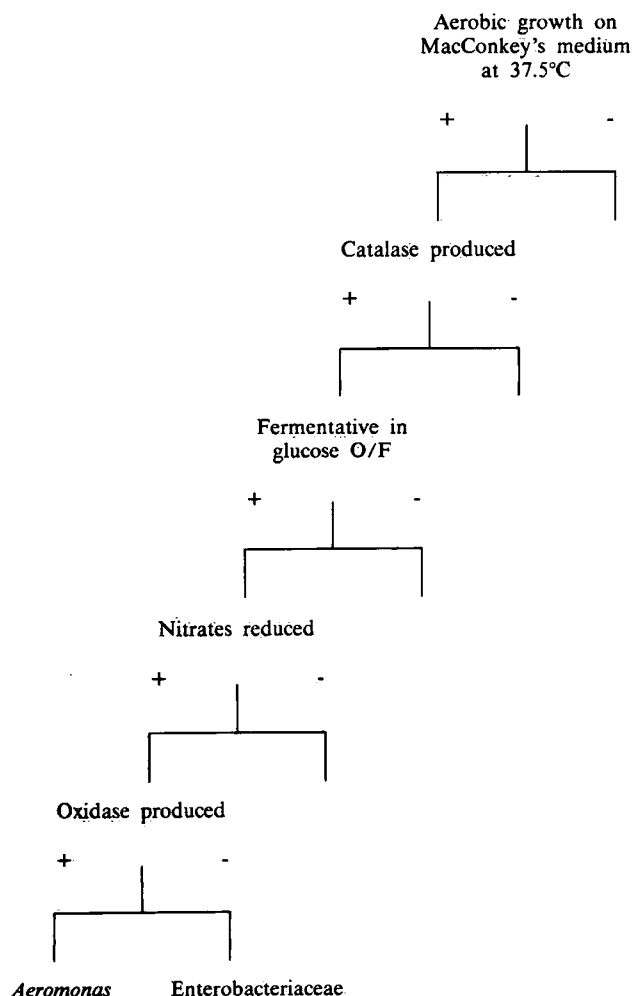 Aerobic growth on
MacConkey's medium
at 37.5°C
+ -
Catalase produced
+ -
Fermentative in
glucose O/F
+ -
Nitrates reduced
+ -
Oxidase produced
+ -
Aeromonas Enterobacteriaceae